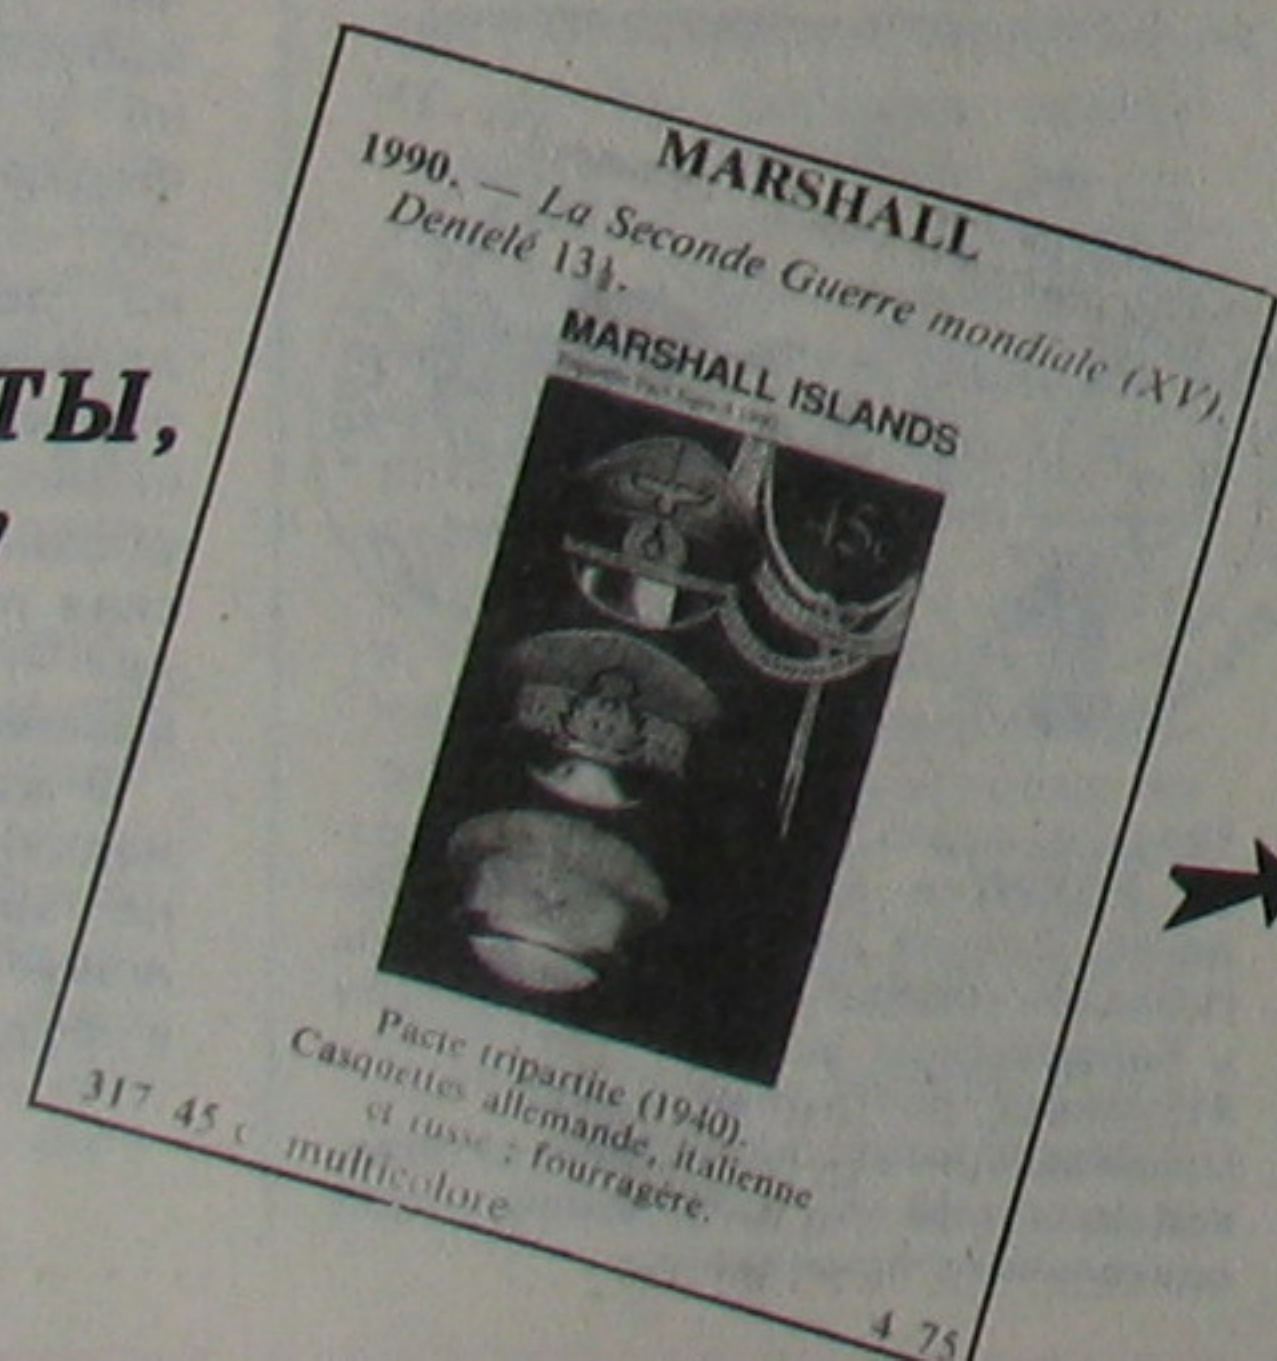 MARSHALL
1990. — La Seconde Guerre mondiale (XV).
Dentelé 13½.
MARSHALL ISLANDS
45c
Pacte tripartite (1940).
Casquettes allemande, italienne
et russe ; fourragère.
317 45 c multicolore
4 75
ТЫ,